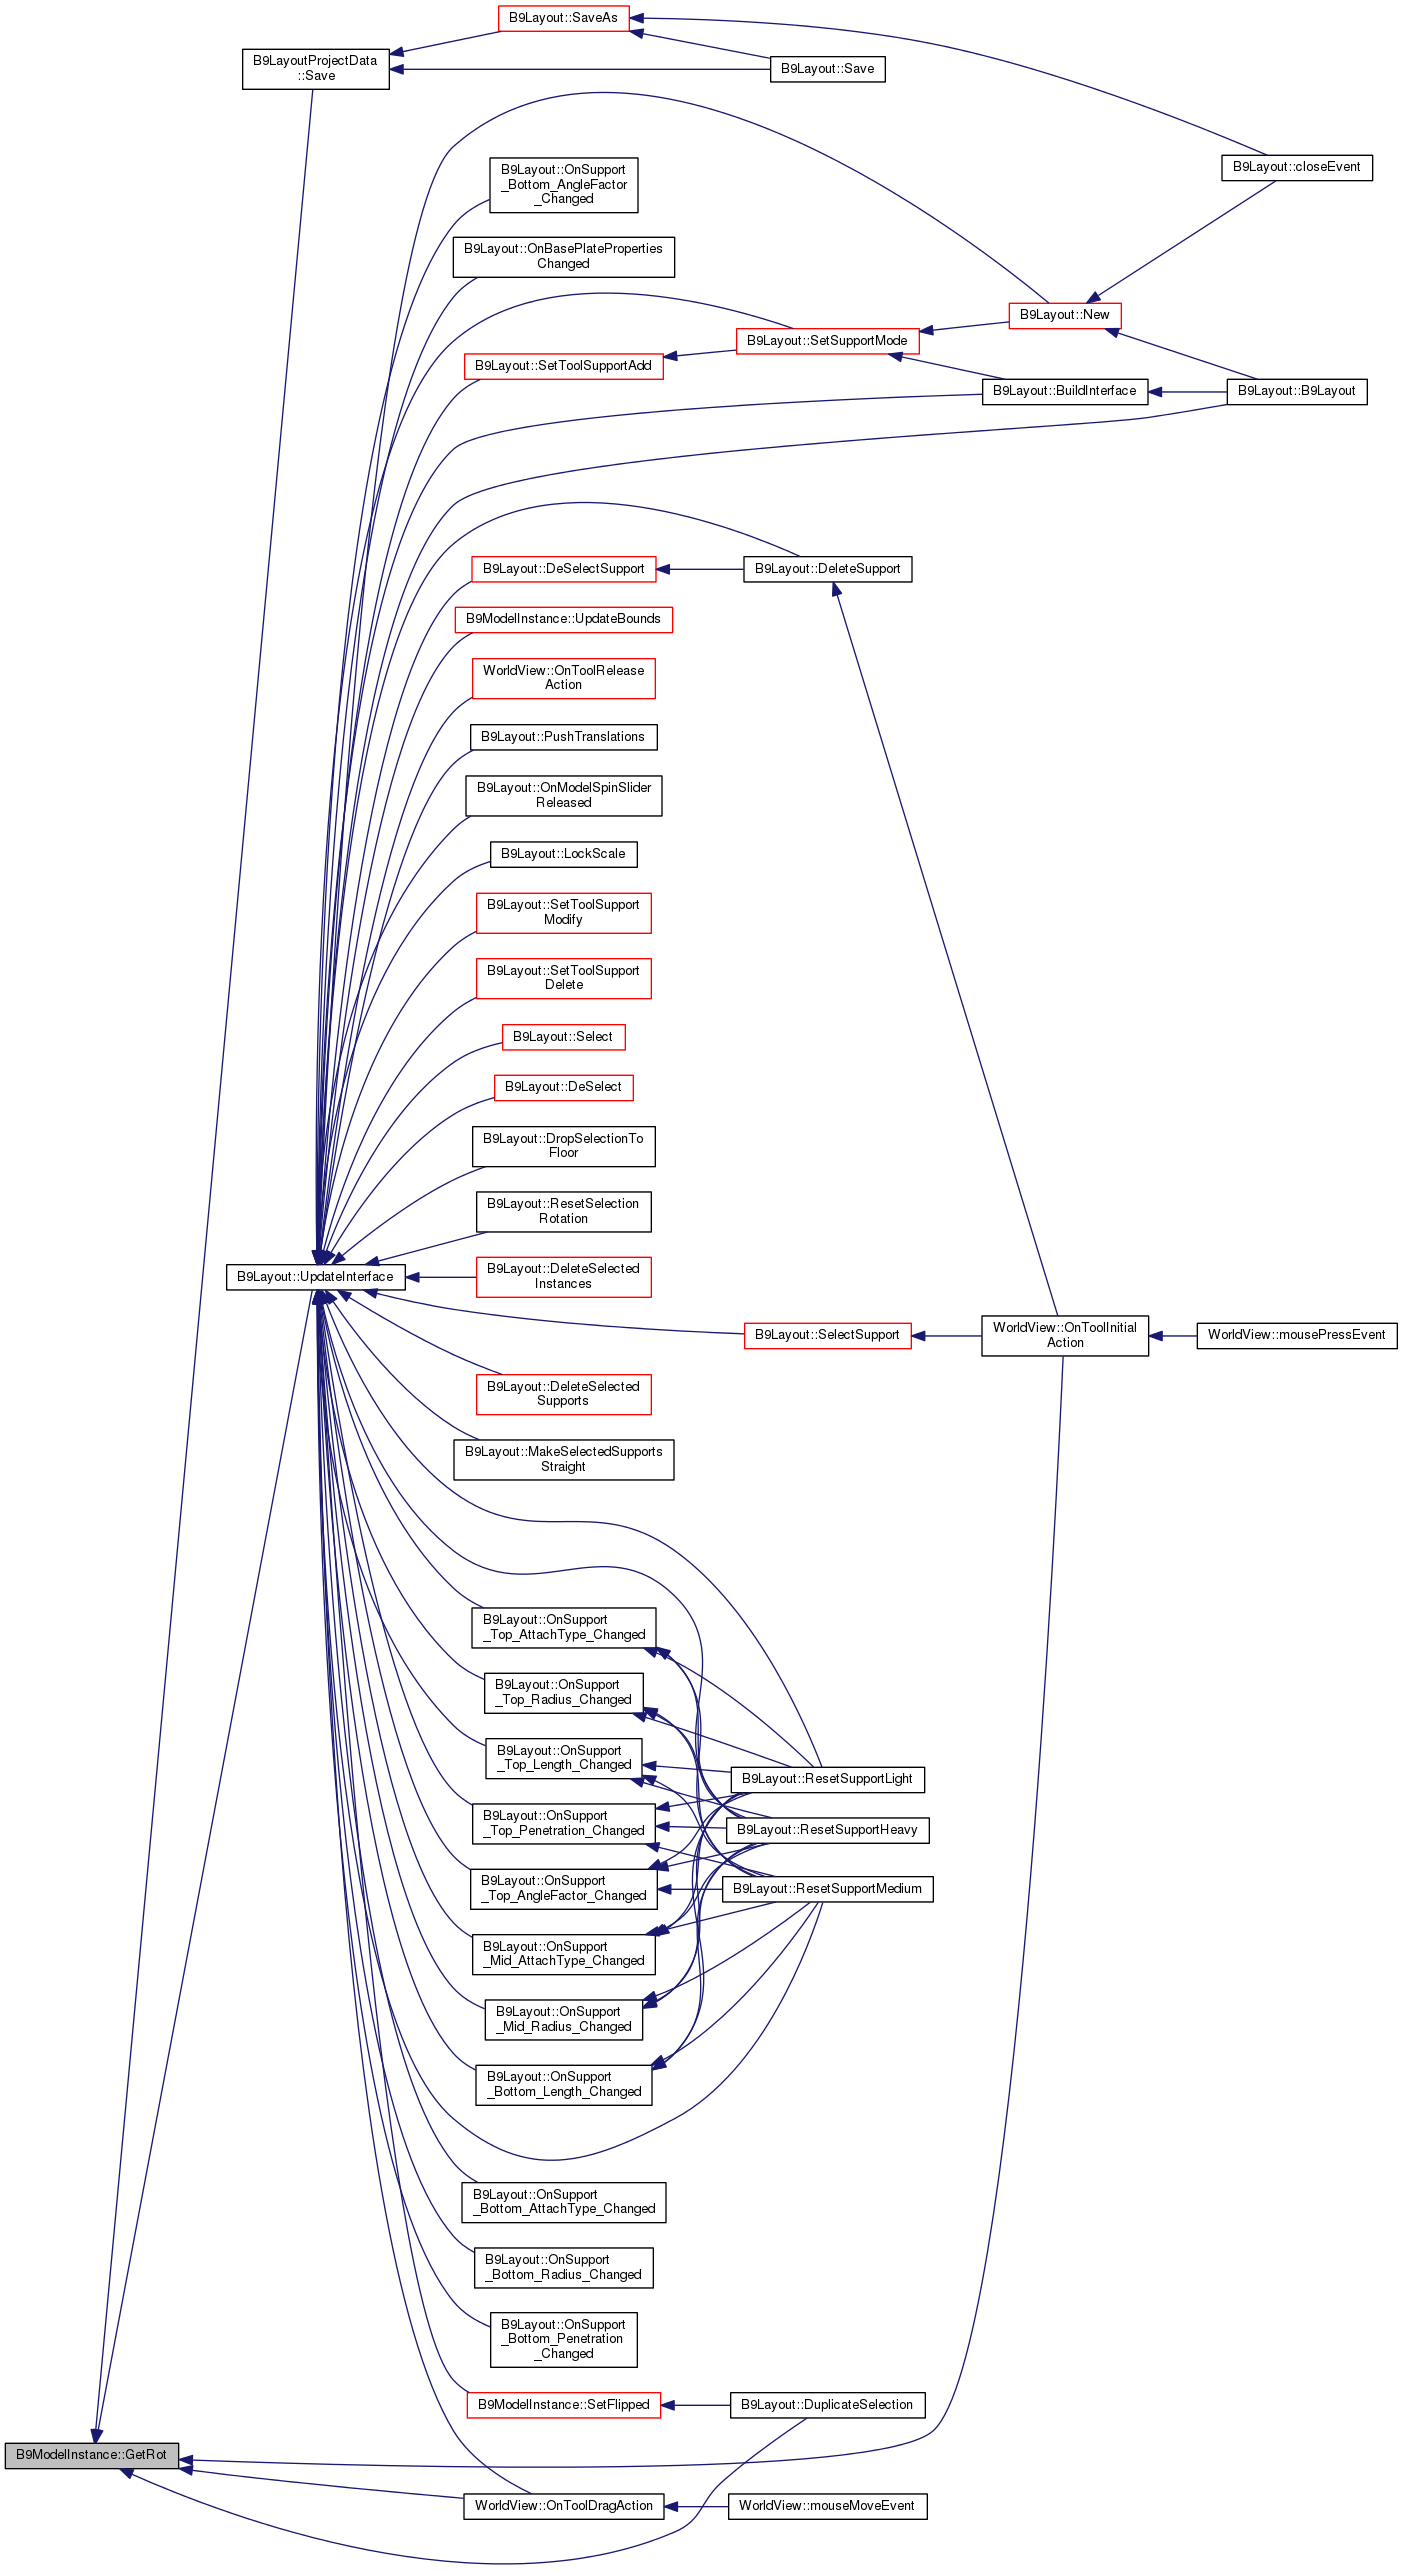 B9Layout::SaveAs
B9LayoutProjectData
::Save
B9Layout::Save
B9Layout::closeEvent
B9Layout::OnSupport
_Bottom_AngleFactor
_Changed
B9Layout::OnBasePlateProperties
Changed
B9Layout::New
B9Layout::SetSupportMode
B9Layout::SetToolSupportAdd
B9Layout::BuildInterface
B9Layout::B9Layout
B9Layout::DeSelectSupport
B9Layout::DeleteSupport
B9ModelInstance::UpdateBounds
WorldView::OnToolRelease
Action
B9Layout::PushTranslations
B9Layout::OnModelSpinSlider
Released
B9Layout::LockScale
B9Layout::SetToolSupport
Modify
B9Layout::SetToolSupport
Delete
B9Layout::Select
B9Layout::DeSelect
B9Layout::DropSelectionTo
Floor
B9Layout::ResetSelection
Rotation
B9Layout::UpdateInterface
B9Layout::DeleteSelected
Instances
B9Layout::SelectSupport
WorldView::OnToolInitial
Action
WorldView::mousePressEvent
B9Layout::DeleteSelected
Supports
B9Layout::MakeSelectedSupports
Straight
B9Layout::OnSupport
_Top_AttachType_Changed
B9Layout::OnSupport
_Top_Radius_Changed
B9Layout::OnSupport
_Top_Length_Changed
B9Layout::ResetSupportLight
B9Layout::OnSupport
_Top_Penetration_Changed
B9Layout::ResetSupportHeavy
B9Layout::OnSupport
_Top_AngleFactor_Changed
B9Layout::ResetSupportMedium
B9Layout::OnSupport
_Mid_AttachType_Changed
B9Layout::OnSupport
_Mid_Radius_Changed
B9Layout::OnSupport
_Bottom_Length_Changed
B9Layout::OnSupport
_Bottom_AttachType_Changed
B9Layout::OnSupport
_Bottom_Radius_Changed
B9Layout::OnSupport
_Bottom_Penetration
_Changed
B9ModelInstance::SetFlipped
B9Layout::DuplicateSelection
B9ModelInstance::GetRot
WorldView::OnToolDragAction
WorldView::mouseMoveEvent